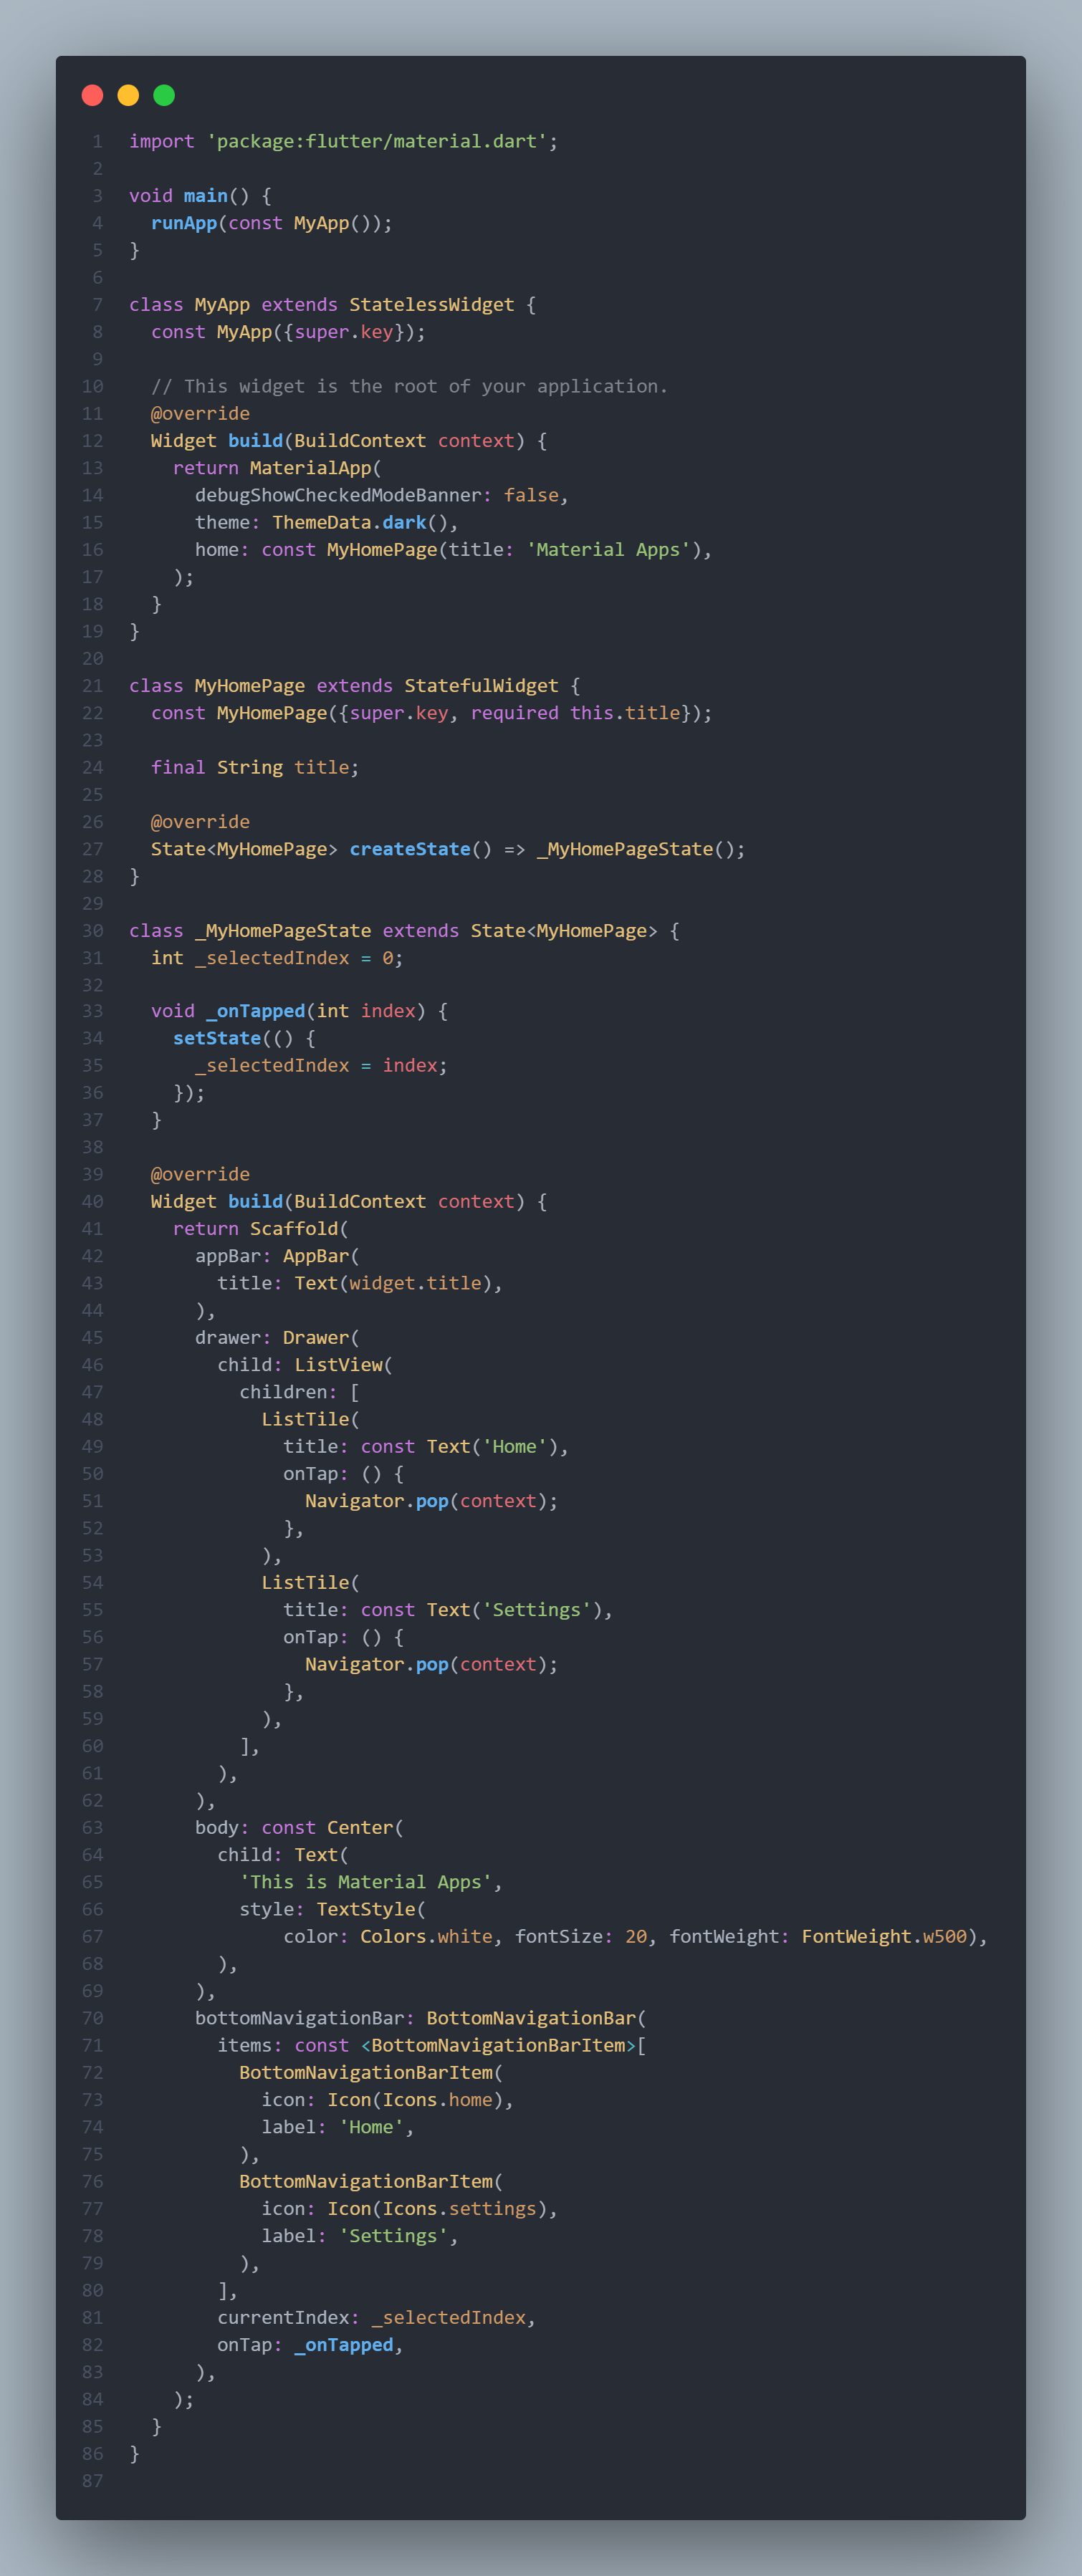 1 import 'package:flutter/material.dart';
2
3 void main() {
4   runApp(const MyApp());
5 }
6
7 class MyApp extends StatelessWidget {
8   const MyApp({super.key});
9
10   // This widget is the root of your application.
11   @override
12   Widget build(BuildContext context) {
13     return MaterialApp(
14       debugShowCheckedModeBanner: false,
15       theme: ThemeData.dark(),
16       home: const MyHomePage(title: 'Material Apps'),
17     );
18   }
19 }
20
21 class MyHomePage extends StatefulWidget {
22   const MyHomePage({super.key, required this.title});
23
24   final String title;
25
26   @override
27   State<MyHomePage> createState() => _MyHomePageState();
28 }
29
30 class _MyHomePageState extends State<MyHomePage> {
31   int _selectedIndex = 0;
32
33   void _onTapped(int index) {
34     setState(() {
35       _selectedIndex = index;
36     });
37   }
38
39   @override
40   Widget build(BuildContext context) {
41     return Scaffold(
42       appBar: AppBar(
43         title: Text(widget.title),
44       ),
45       drawer: Drawer(
46         child: ListView(
47           children: [
48             ListTile(
49               title: const Text('Home'),
50               onTap: () {
51                 Navigator.pop(context);
52               },
53             ),
54             ListTile(
55               title: const Text('Settings'),
56               onTap: () {
57                 Navigator.pop(context);
58               },
59             ),
60           ],
61         ),
62       ),
63       body: const Center(
64         child: Text(
65           'This is Material Apps',
66           style: TextStyle(
67               color: Colors.white, fontSize: 20, fontWeight: FontWeight.w500),
68         ),
69       ),
70       bottomNavigationBar: BottomNavigationBar(
71         items: const <BottomNavigationBarItem>[
72           BottomNavigationBarItem(
73             icon: Icon(Icons.home),
74             label: 'Home',
75           ),
76           BottomNavigationBarItem(
77             icon: Icon(Icons.settings),
78             label: 'Settings',
79           ),
80         ],
81         currentIndex: _selectedIndex,
82         onTap: _onTapped,
83       ),
84     );
85   }
86 }
87